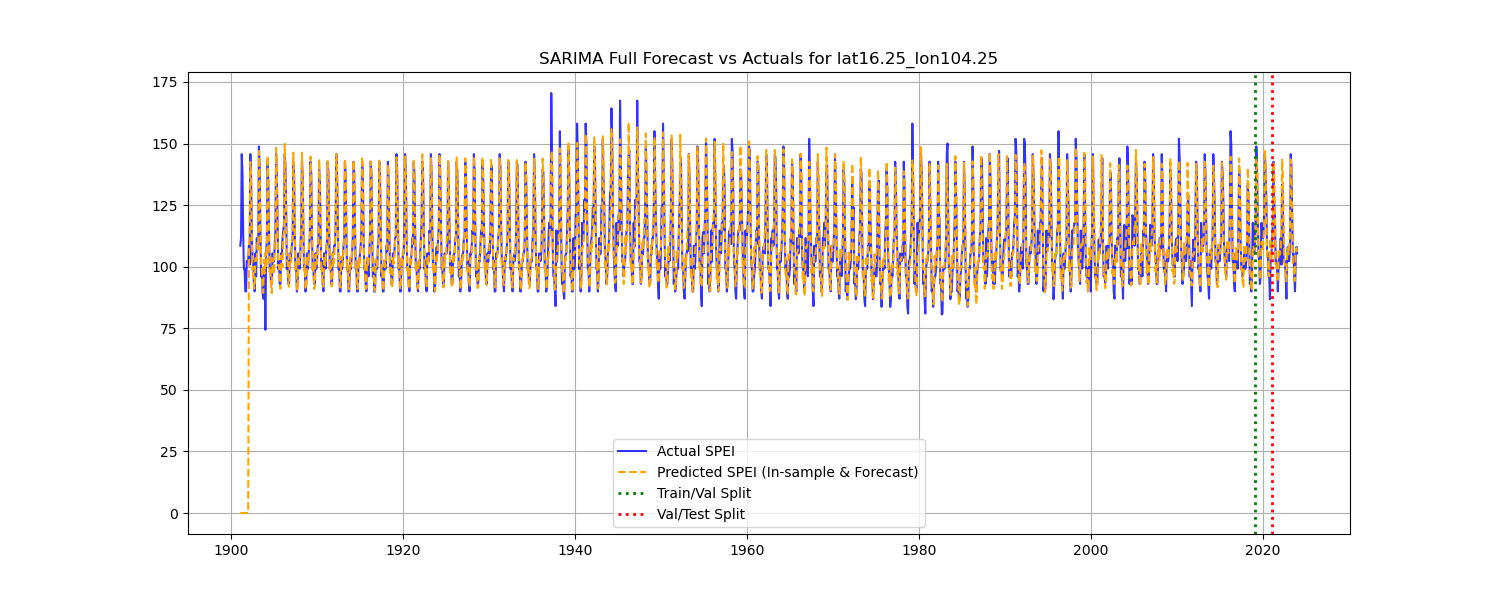 SARIMA Full Forecast vs Actuals for lat16.25_lon104.25
175
150
125
100
75
50
25
0
Actual SPEI
Predicted SPEI (In-sample & Forecast)
Train/Val Split
Val/Test Split
1900 1920 1940 1960 1980 2000 2020